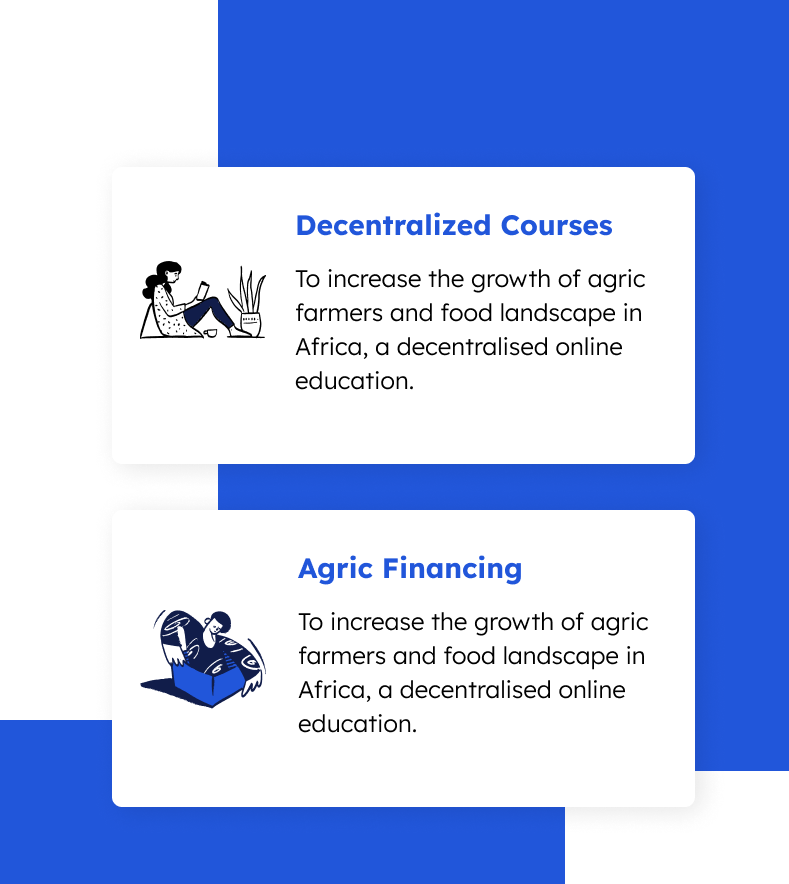 Decentralized Courses
To increase the growth of agric
farmers and food landscape in
Africa, a decentralised online
education.
Agric Financing
To increase the growth of agric
farmers and food landscape in
Africa, a decentralised online
education.